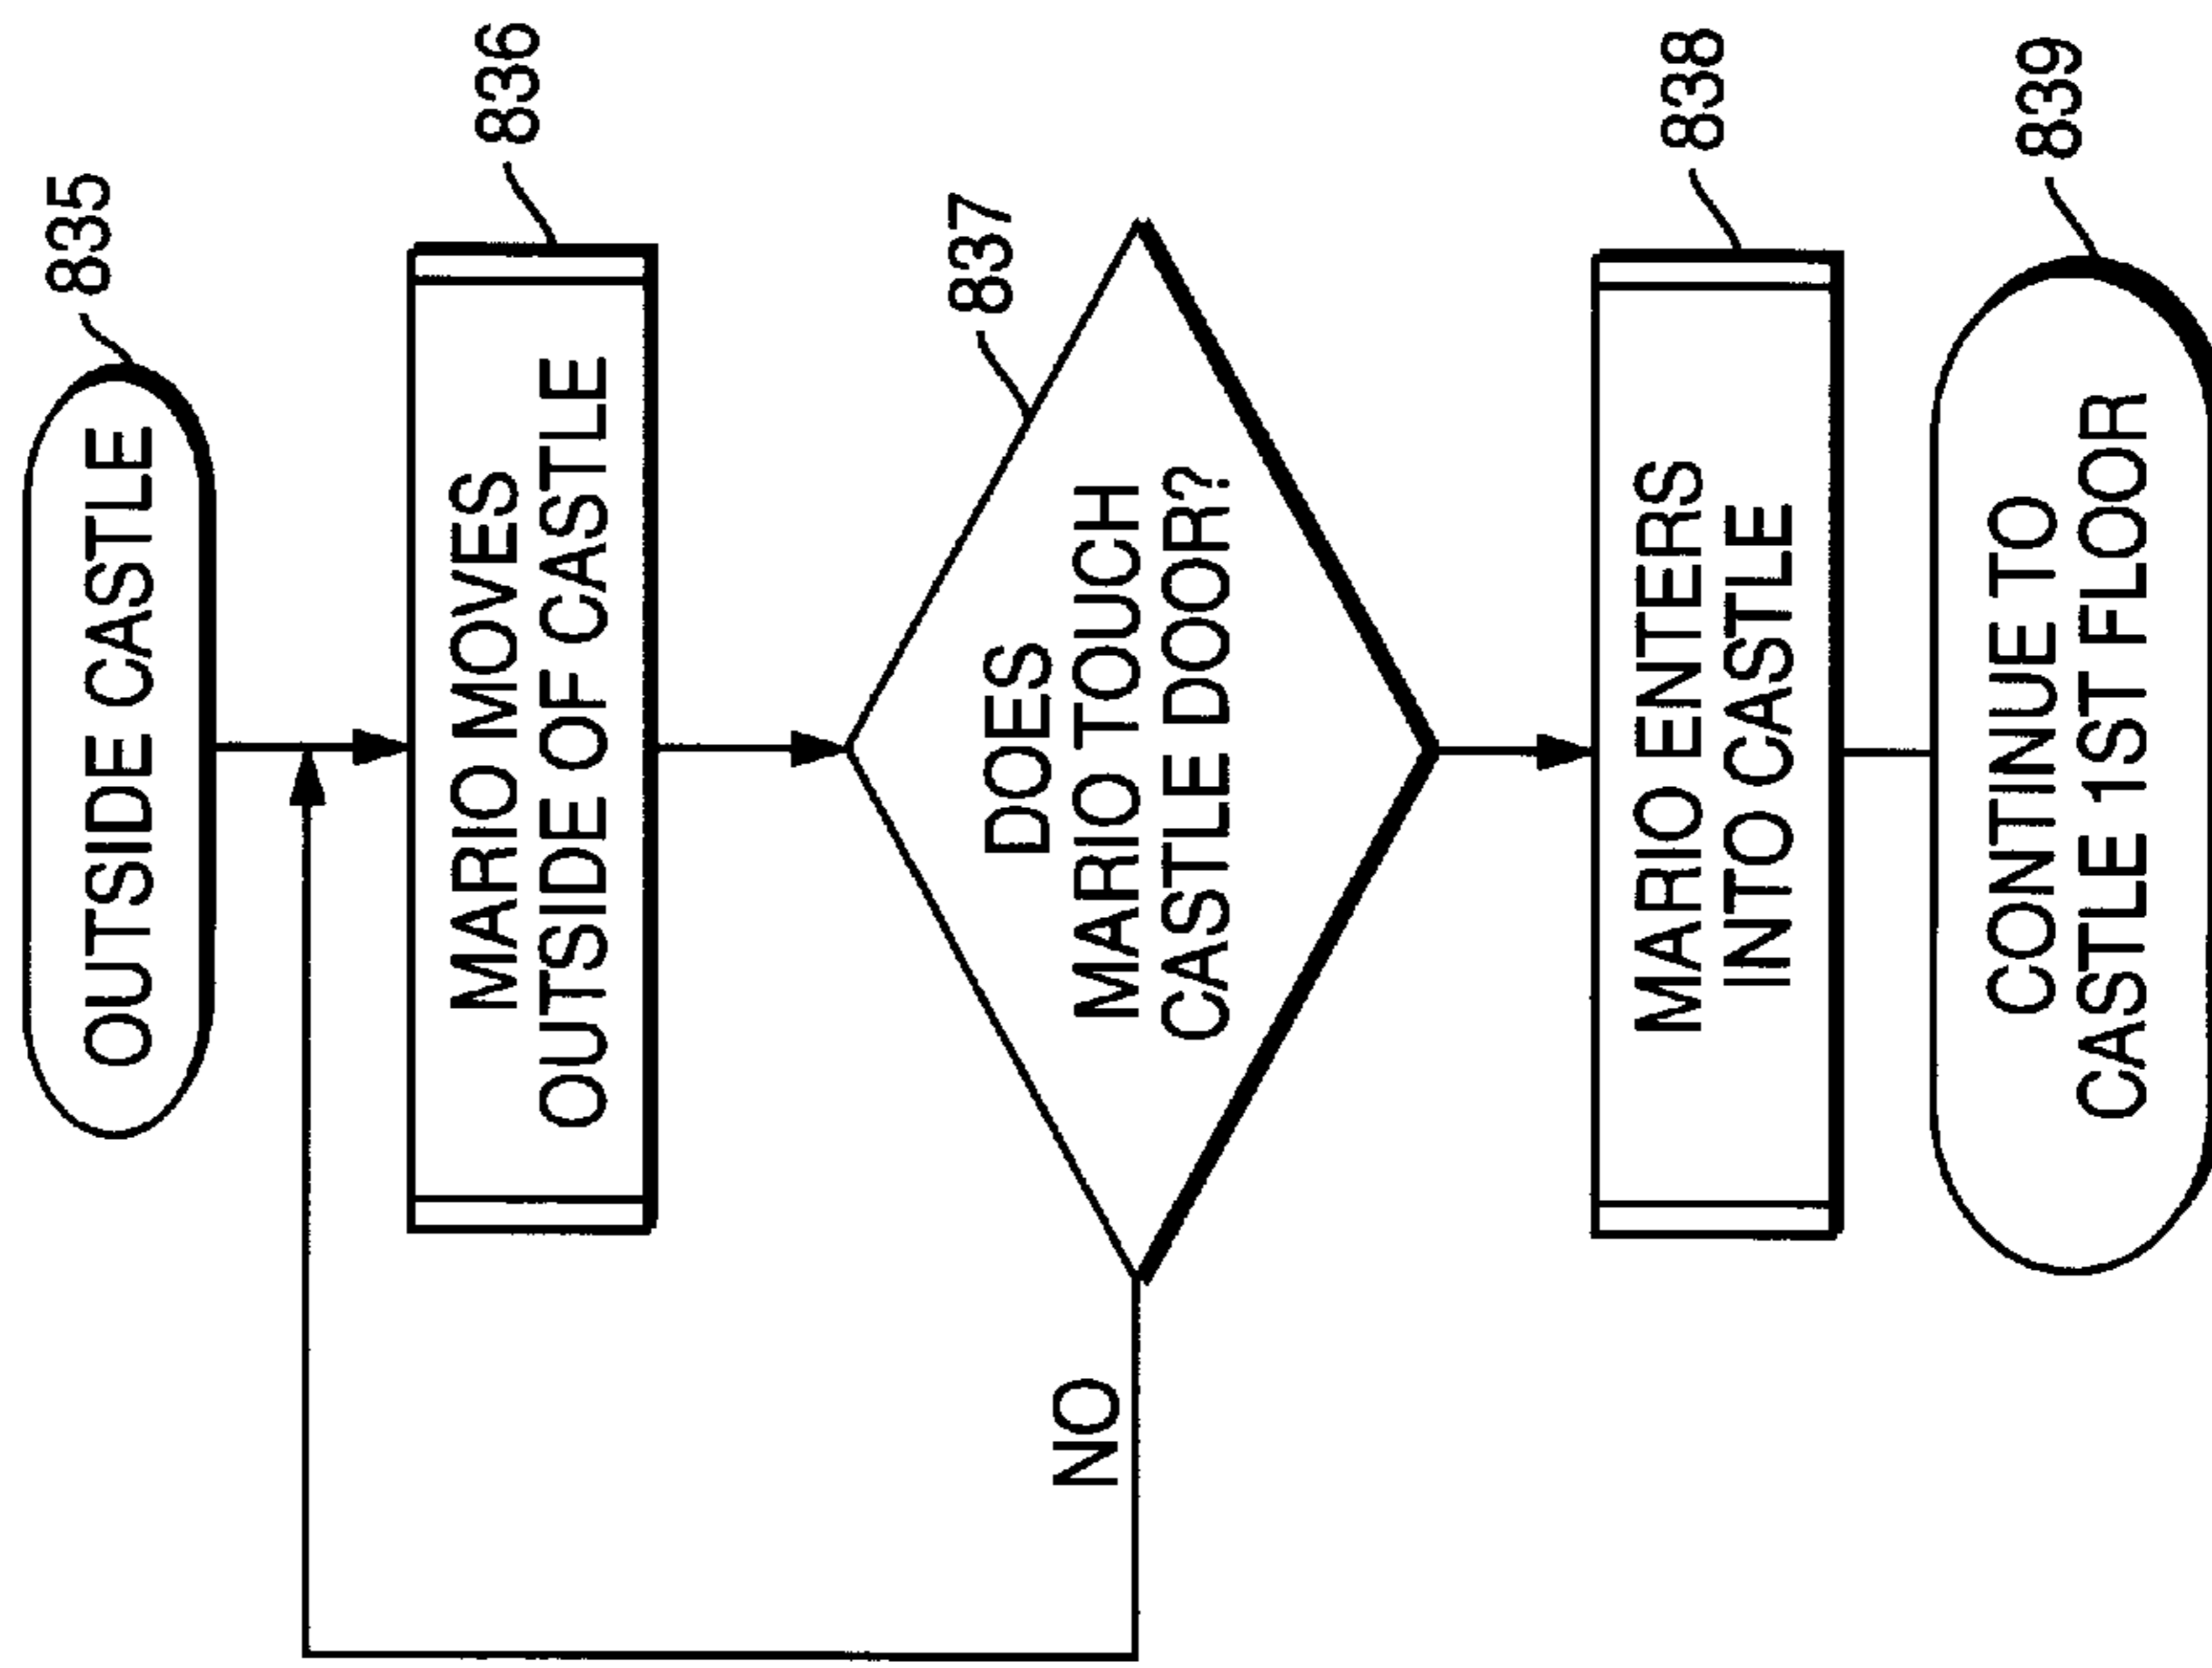 835
OUTSIDE CASTLE
836
MARIO MOVES
OUTSIDE OF CASTLE
837
DOES
MARIO TOUCH
CASTLE DOOR?
NO
838
MARIO ENTERS
INTO CASTLE
839
CONTINUE TO
CASTLE 1ST FLOOR